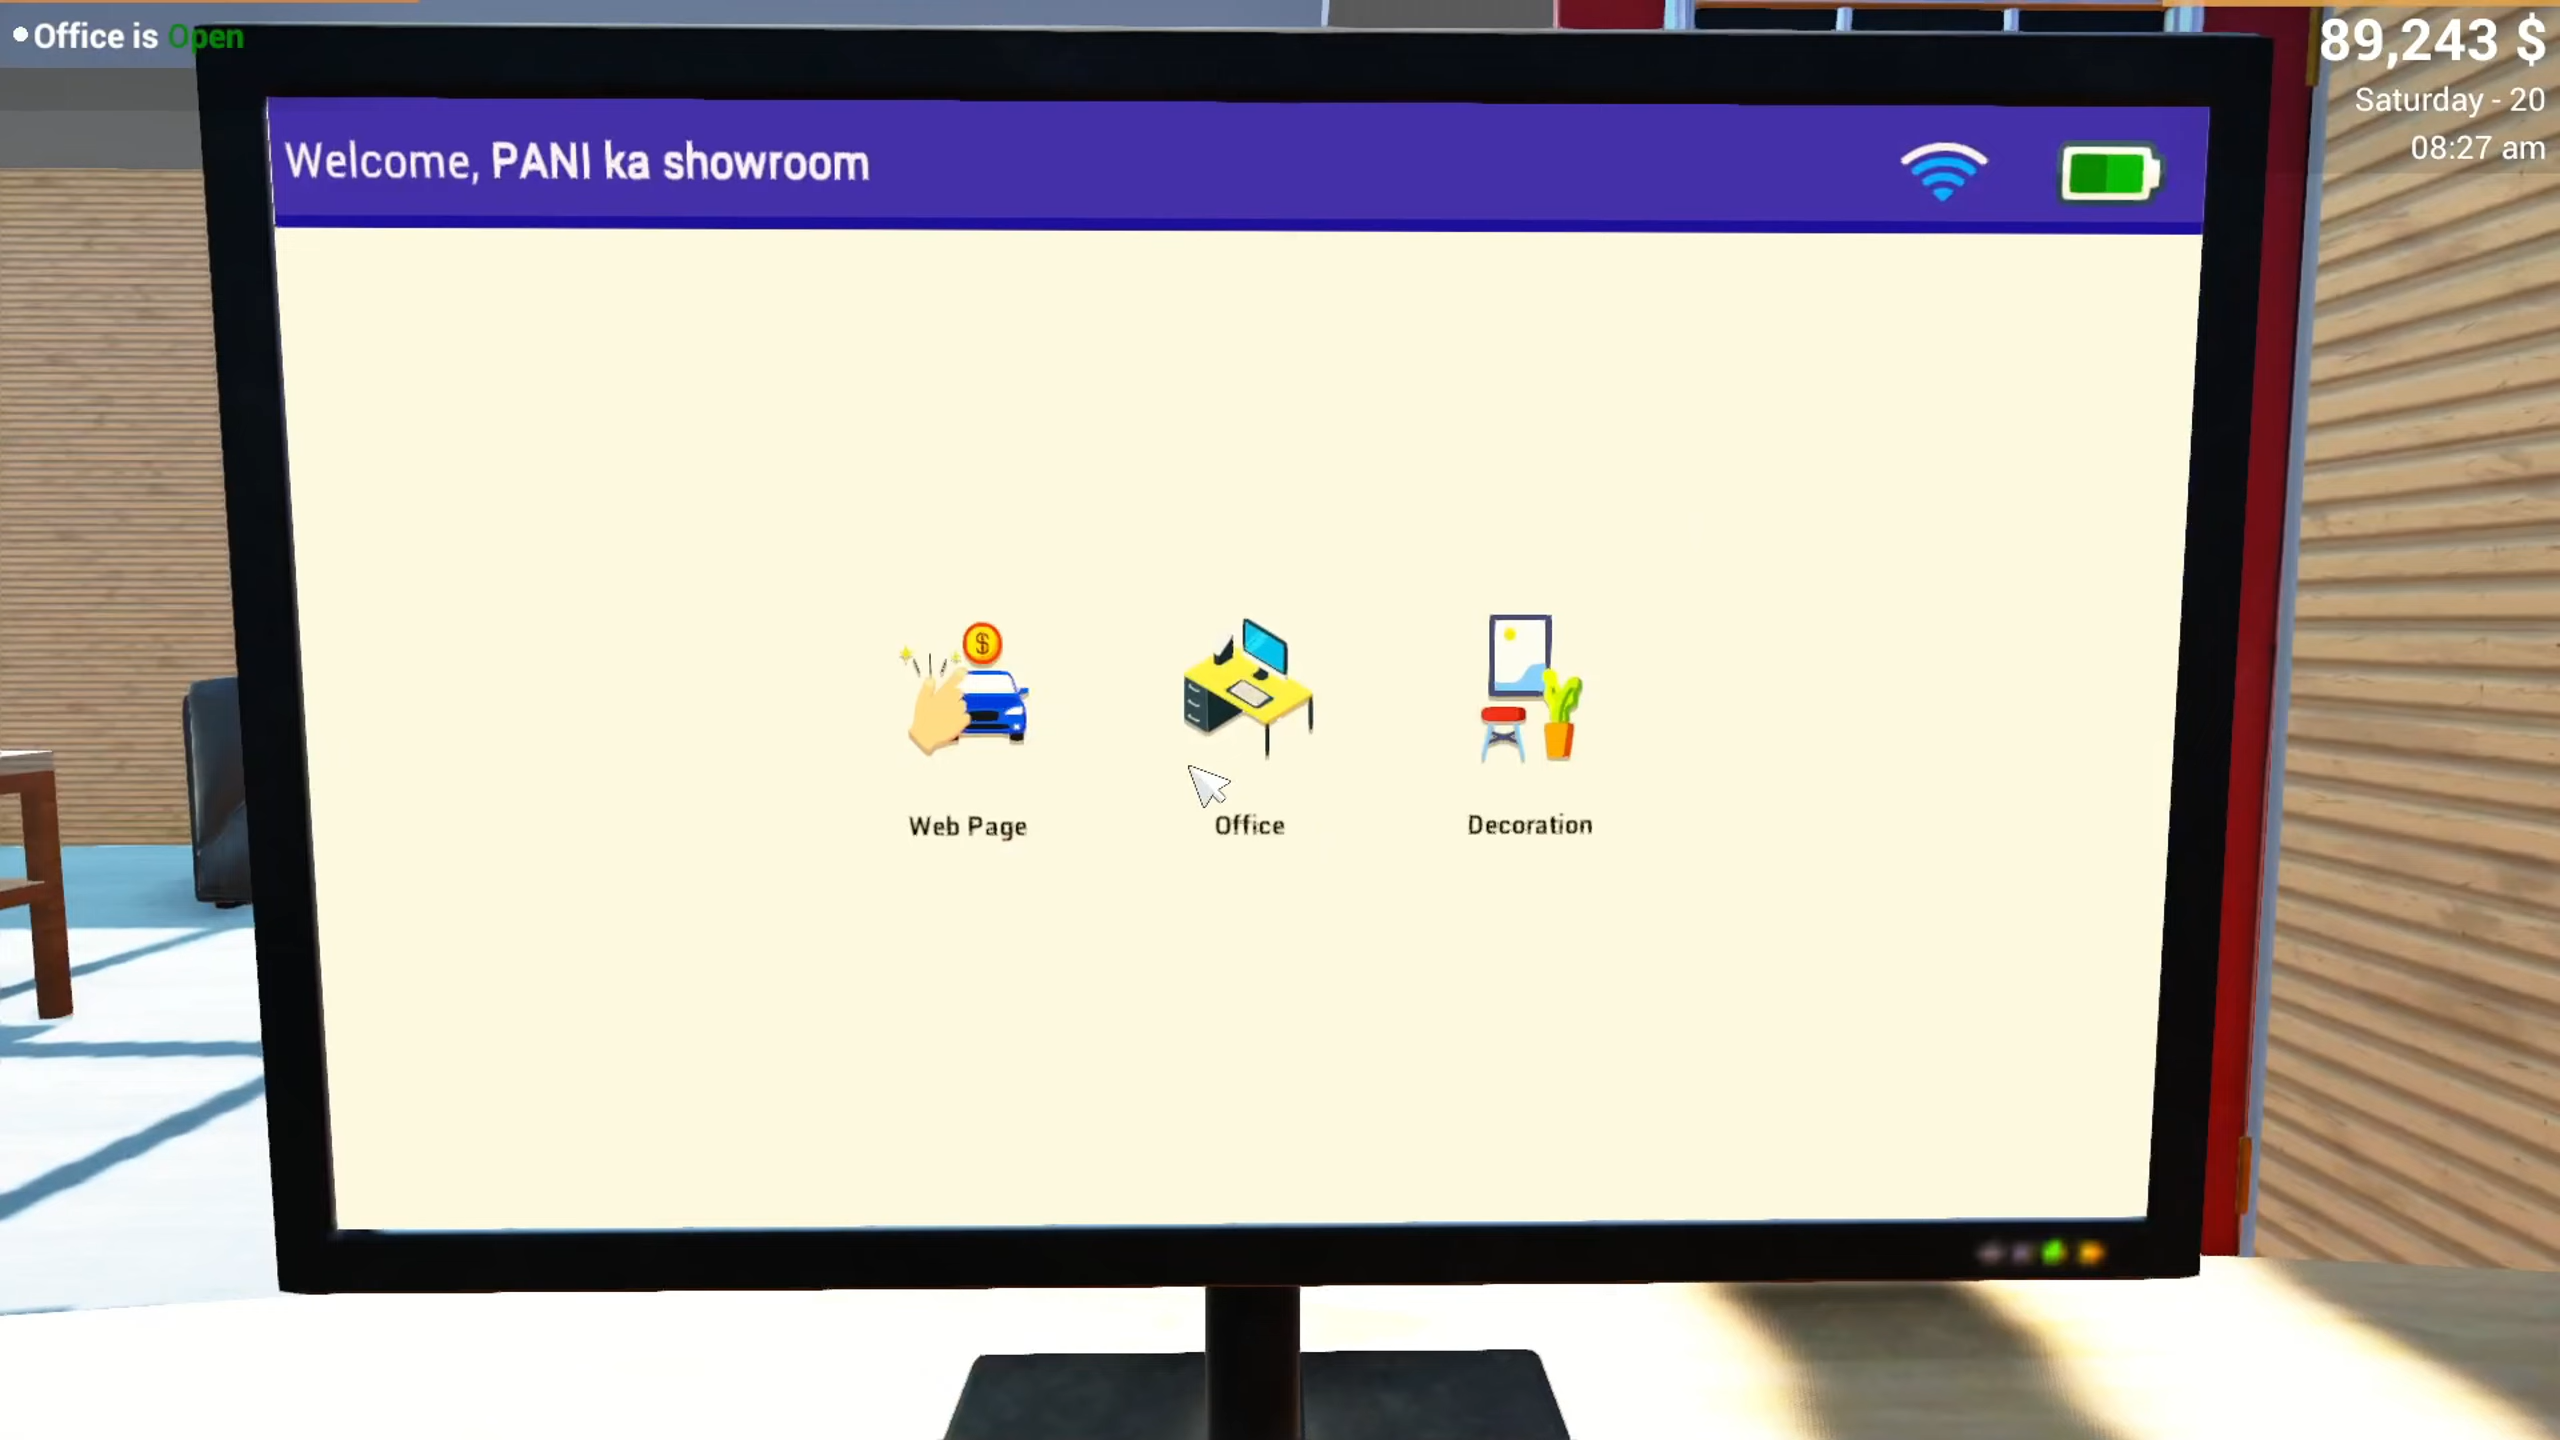 Office is Open
89,243 $
Saturday - 20
08:27 am
Welcome, PANI ka showroom
$
Web Page
Office
Decoration